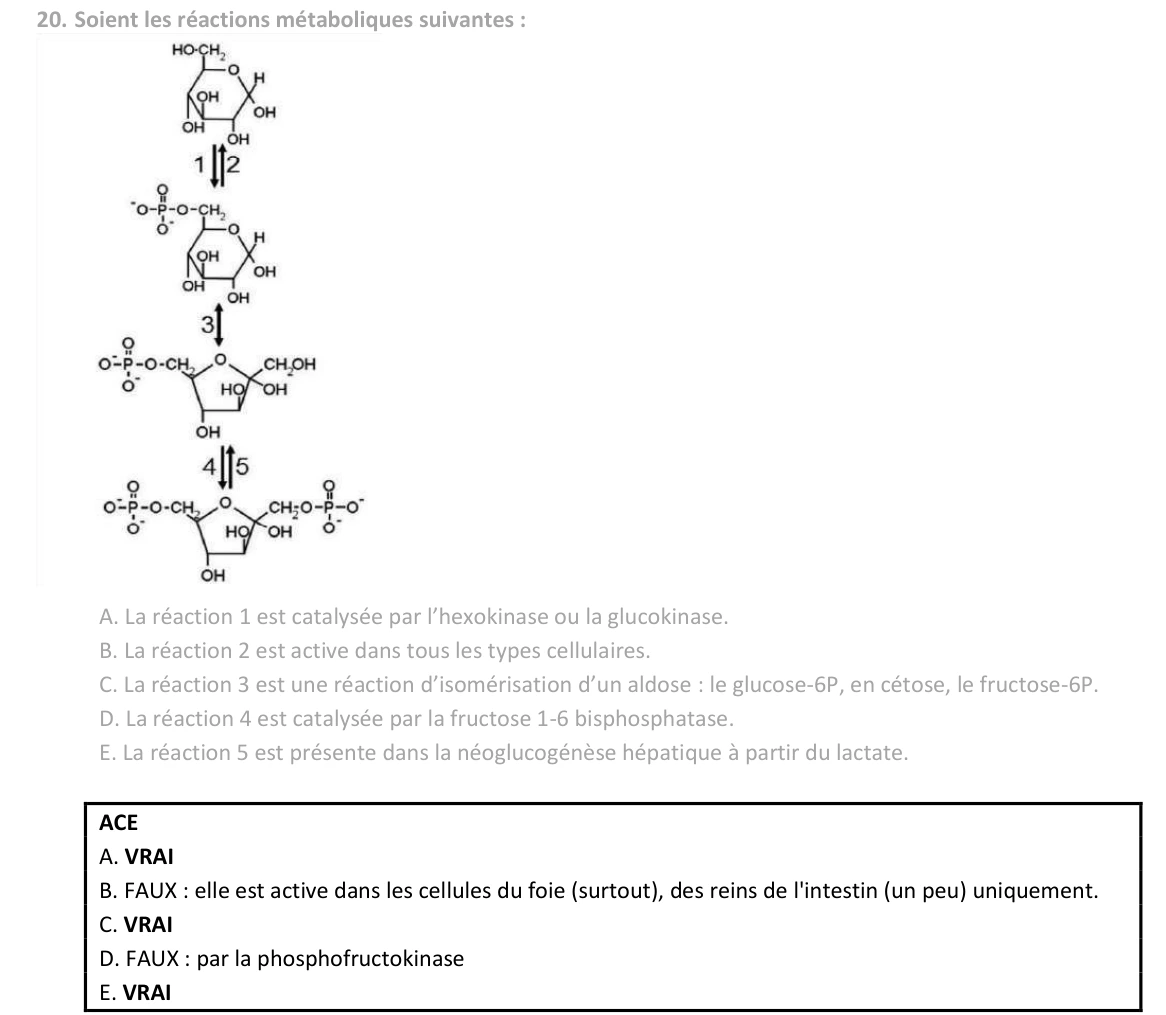 20. Soient les réactions métaboliques suivantes :
HO-CH2
O
H
OH
OH
OH
OH
1 2
O
-O-P-O-CH2
O-
O
H
OH
OH
OH
OH
3
O
O--P-O-CH2
O-
O
CH2OH
HO OH
OH
4 5
O
O--P-O-CH2
O-
O
CH2O-P-O-
O
O-
HO OH
OH
A. La réaction 1 est catalysée par l’hexokinase ou la glucokinase.
B. La réaction 2 est active dans tous les types cellulaires.
C. La réaction 3 est une réaction d’isomérisation d’un aldose : le glucose-6P, en cétose, le fructose-6P.
D. La réaction 4 est catalysée par la fructose 1-6 bisphosphatase.
E. La réaction 5 est présente dans la néoglucogénèse hépatique à partir du lactate.
ACE
A. VRAI
B. FAUX : elle est active dans les cellules du foie (surtout), des reins de l'intestin (un peu) uniquement.
C. VRAI
D. FAUX : par la phosphofructokinase
E. VRAI